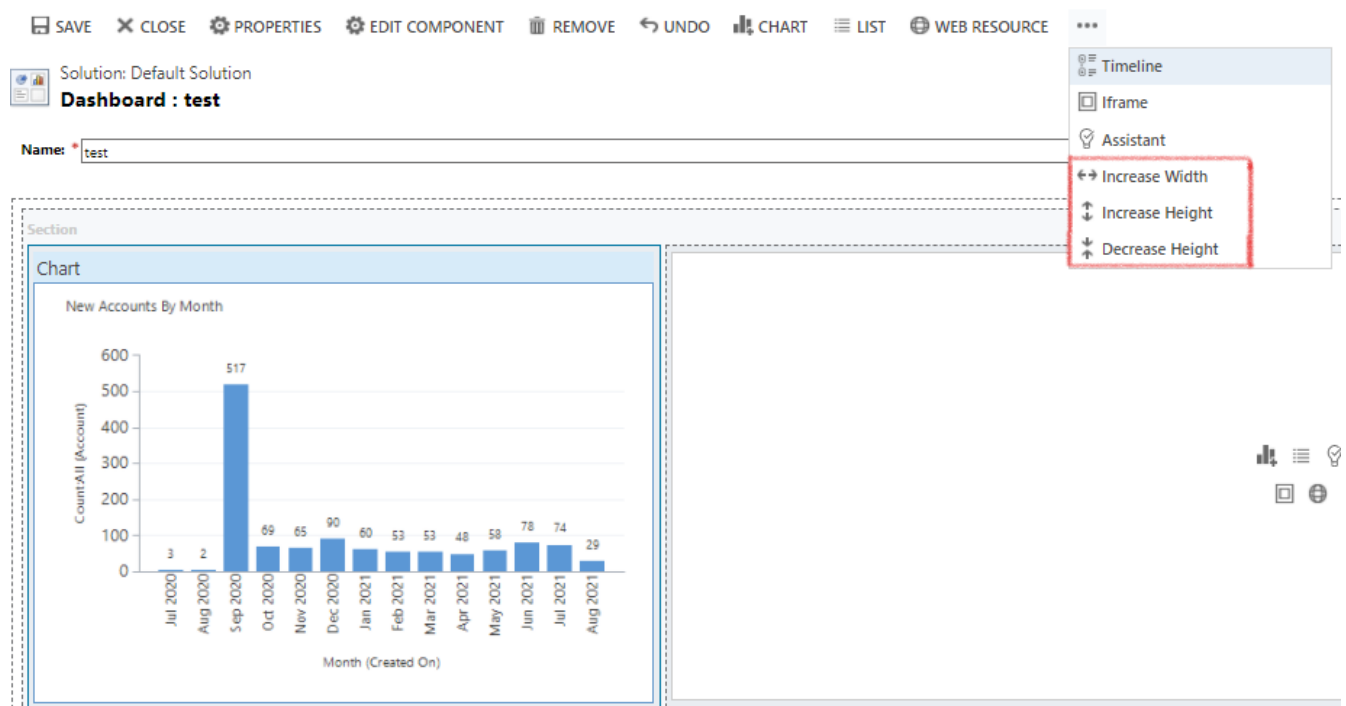 SAVE CLOSE PROPERTIES EDIT COMPONENT REMOVE UNDO CHART LIST WEB RESOURCE •••
Solution: Default Solution
Dashboard : test
Timeline
Iframe
Assistant
Increase Width
Increase Height
Decrease Height
Name: * test
Section
Chart
New Accounts By Month
Count:All (Account)
600
500
400
300
200
100
0
3 2 517 69 65 90 60 53 53 48 58 78 74 29
Jul 2020 Aug 2020 Sep 2020 Oct 2020 Nov 2020 Dec 2020 Jan 2021 Feb 2021 Mar 2021 Apr 2021 May 2021 Jun 2021 Jul 2021 Aug 2021
Month (Created On)